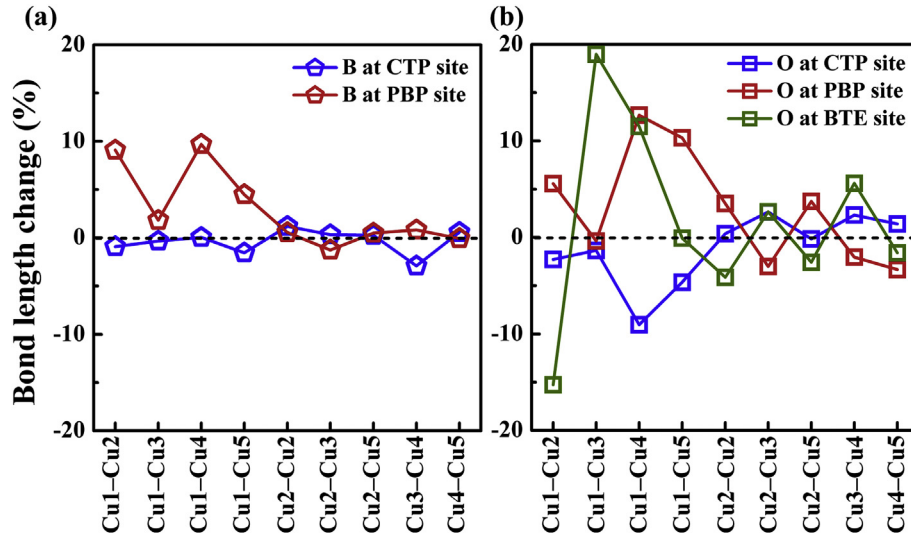 (a)
(b)
Bond length change (%)
20
10
0
-10
-20
B at CTP site
B at PBP site
Cu1–Cu2
Cu1–Cu3
Cu1–Cu4
Cu1–Cu5
Cu2–Cu2
Cu2–Cu3
Cu2–Cu5
Cu3–Cu4
Cu4–Cu5
20
10
0
-10
-20
O at CTP site
O at PBP site
O at BTE site
Cu1–Cu2
Cu1–Cu3
Cu1–Cu4
Cu1–Cu5
Cu2–Cu2
Cu2–Cu3
Cu2–Cu5
Cu3–Cu4
Cu4–Cu5